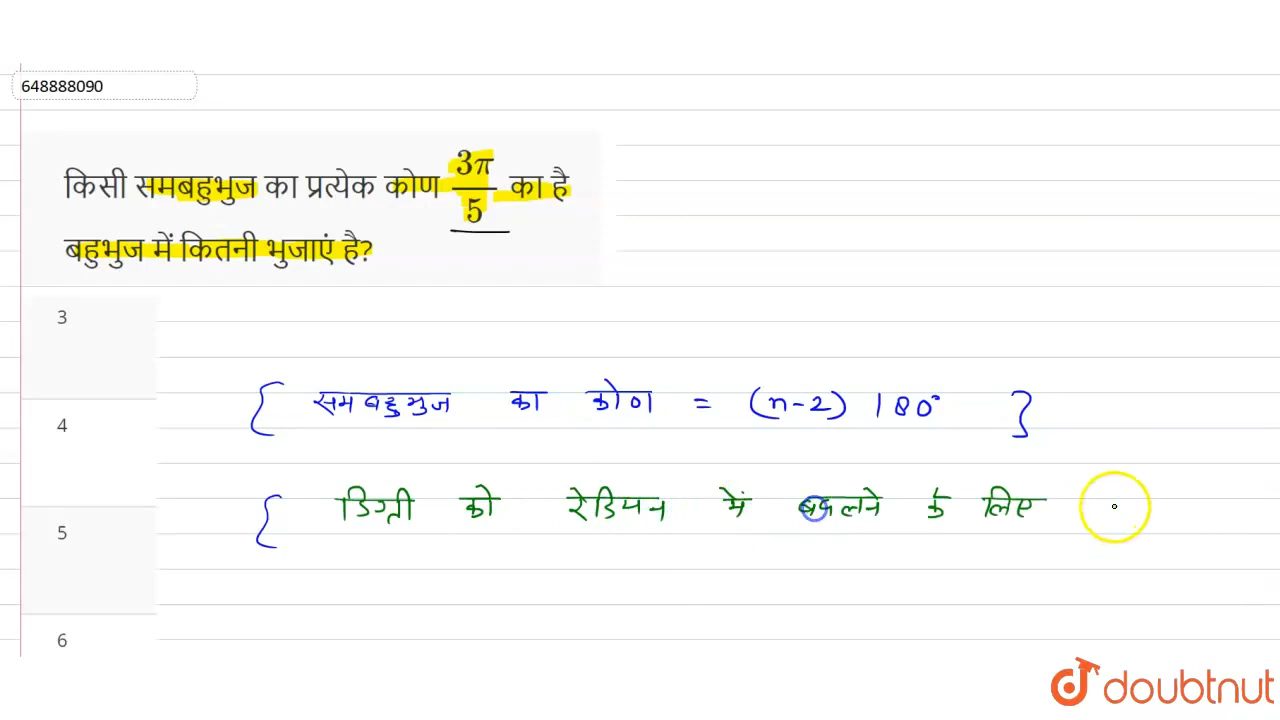 648888090
किसी समबहुभुज का प्रत्येक कोण 3π/5 का है
बहुभुज में कितनी भुजाएं है?
3
{ समबहुभुज का कोण = (n-2) 180° }
4
{ डिग्री को रेडियन में बदलने के लिए
5
6
doubtnut